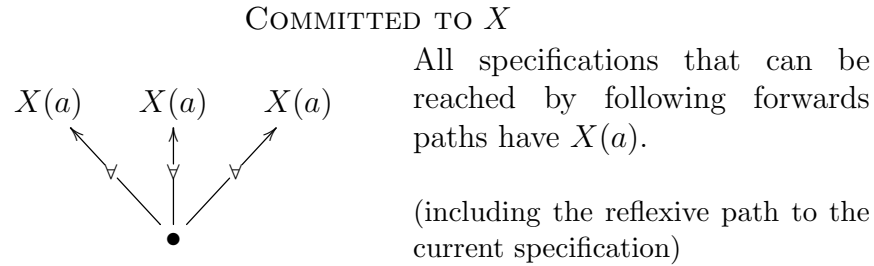 COMMITTED TO X
All specifications that can be
reached by following forwards
paths have X(a).
X(a) X(a) X(a)
∀ ∀ ∀
(including the reflexive path to the
current specification)